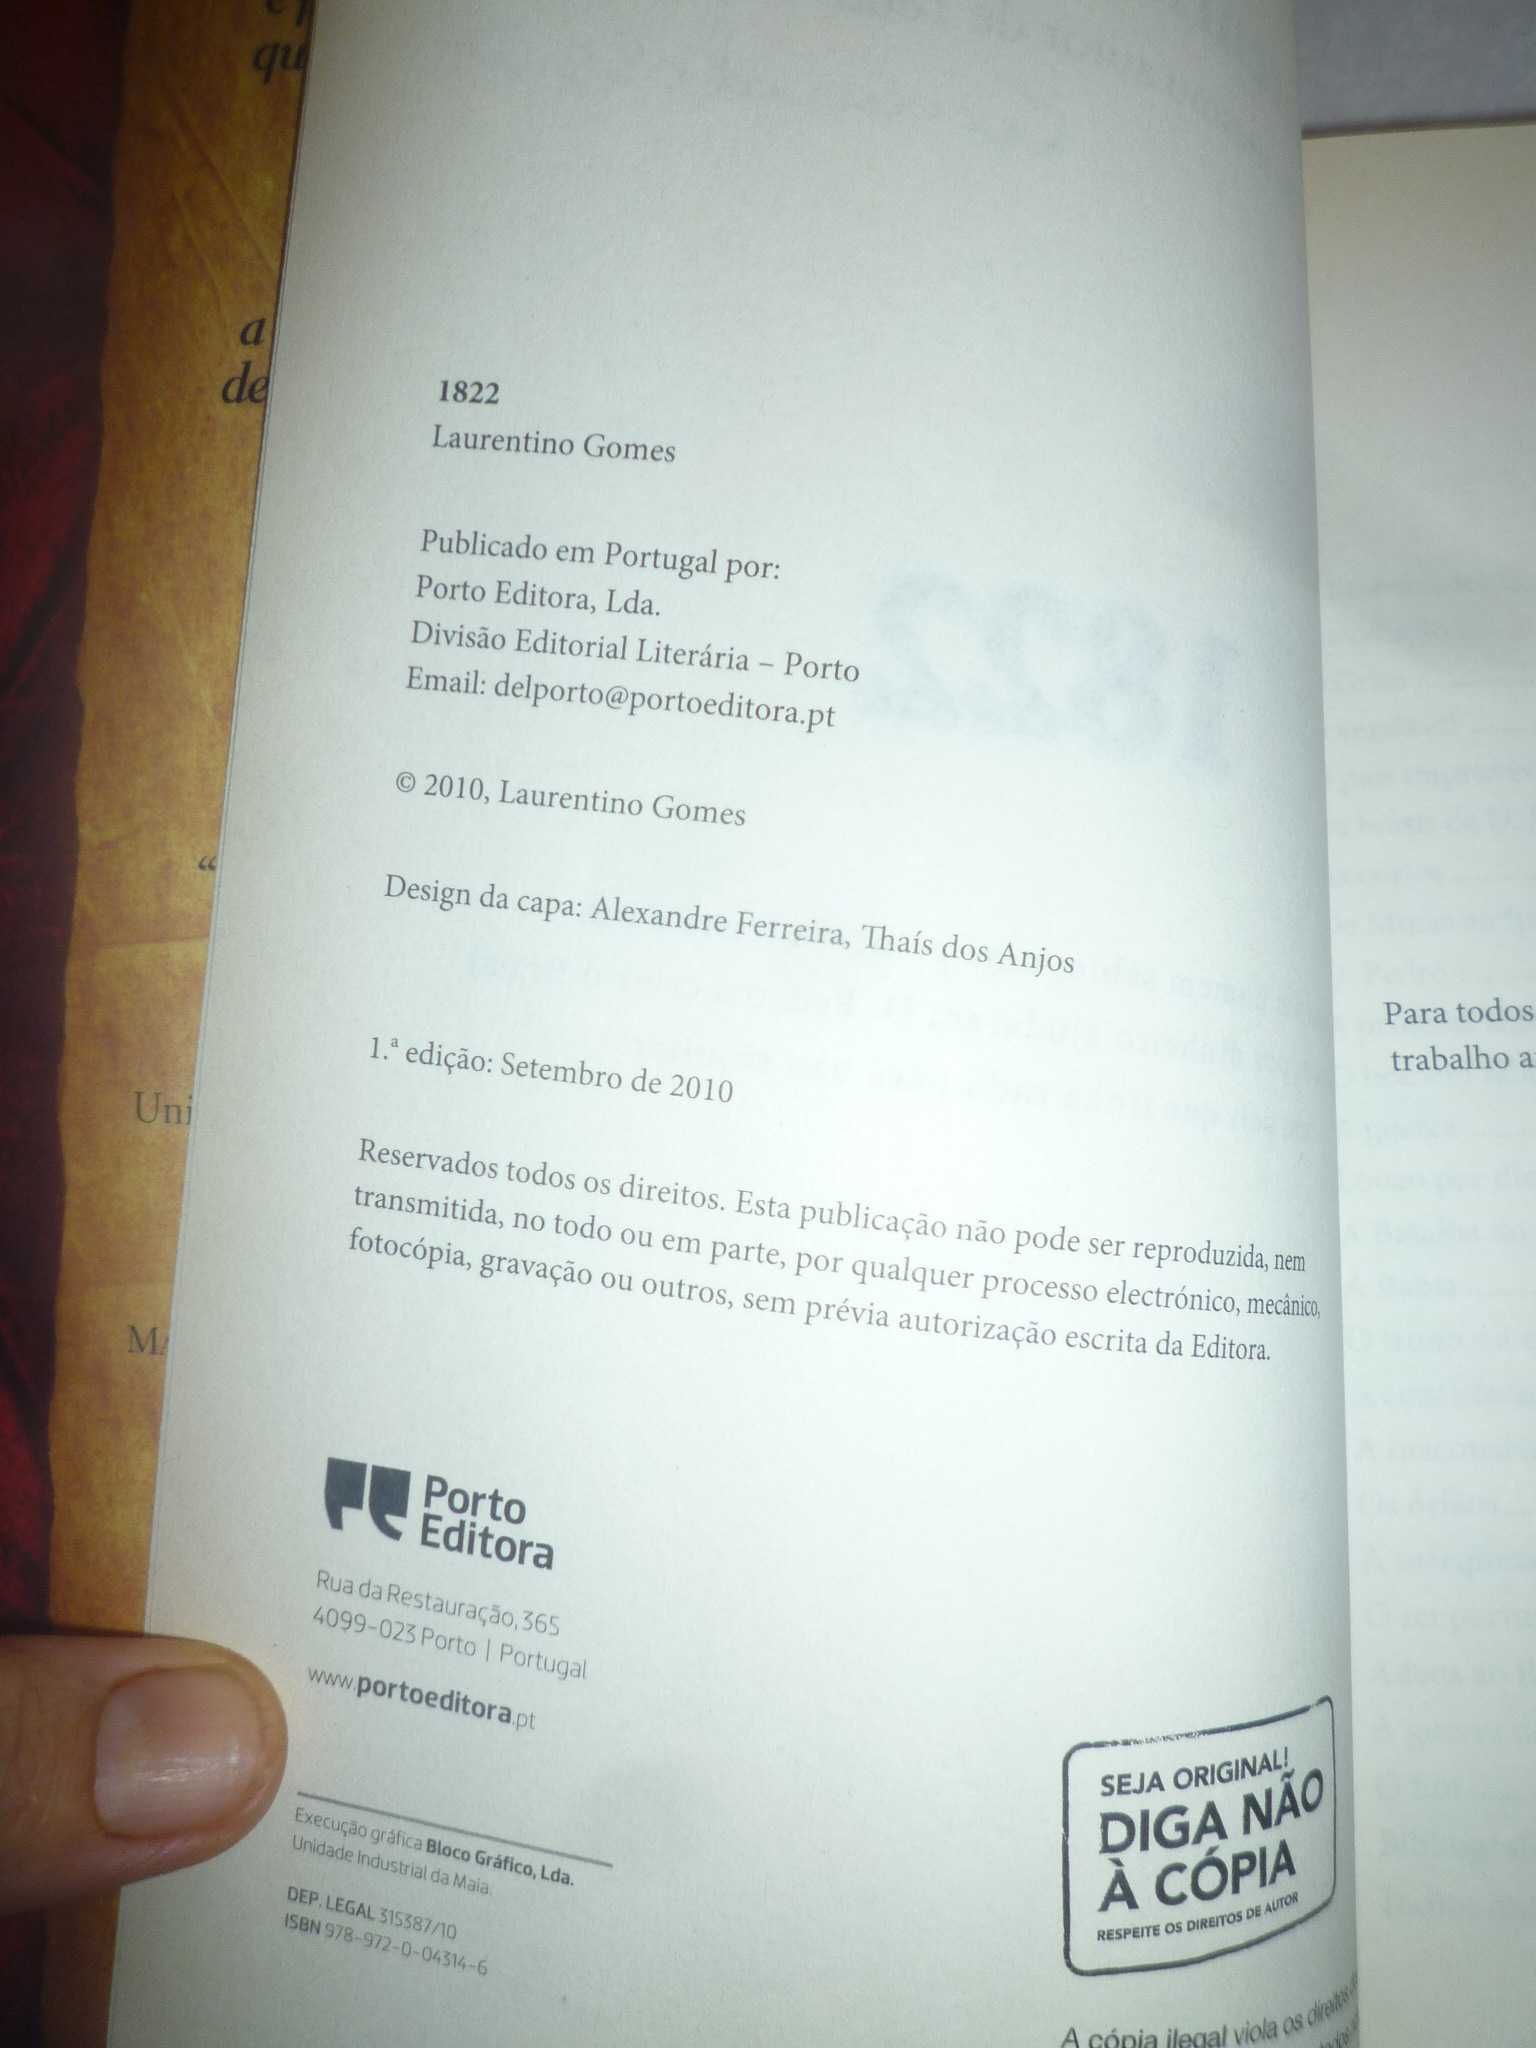 qu
a
de
“
Uni
MA
1822
Laurentino Gomes
Publicado em Portugal por:
Porto Editora, Lda.
Divisão Editorial Literária – Porto
Email: delporto@portoeditora.pt
© 2010, Laurentino Gomes
Design da capa: Alexandre Ferreira, Thaís dos Anjos
1.ª edição: Setembro de 2010
Reservados todos os direitos. Esta publicação não pode ser reproduzida, nem
transmitida, no todo ou em parte, por qualquer processo electrónico, mecânico,
fotocópia, gravação ou outros, sem prévia autorização escrita da Editora.
Porto
Editora
Rua da Restauração, 365
4099-023 Porto | Portugal
www.portoeditora.pt
Execução gráfica Bloco Gráfico, Lda.
Unidade Industrial da Maia.
DEP. LEGAL 315387/10
ISBN 978-972-0-04314-6
SEJA ORIGINAL!
DIGA NÃO
À CÓPIA
RESPEITE OS DIREITOS DE AUTOR
A cópia ilegal viola os direitos
Para todos
trabalho